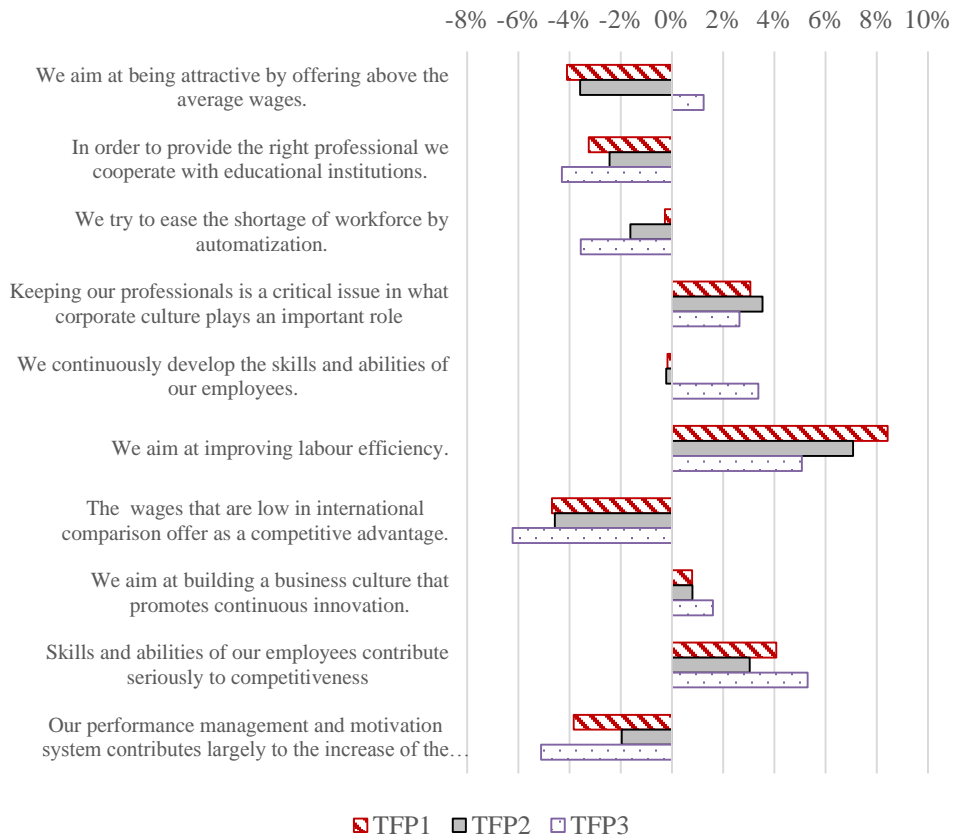 -8% -6% -4% -2% 0% 2% 4% 6% 8% 10%
We aim at being attractive by offering above the
average wages.
In order to provide the right professional we
cooperate with educational institutions.
We try to ease the shortage of workforce by
automatization.
Keeping our professionals is a critical issue in what
corporate culture plays an important role
We continuously develop the skills and abilities of
our employees.
We aim at improving labour efficiency.
The wages that are low in international
comparison offer as a competitive advantage.
We aim at building a business culture that
promotes continuous innovation.
Skills and abilities of our employees contribute
seriously to competitiveness
Our performance management and motivation
system contributes largely to the increase of the…
TFP1 TFP2 TFP3